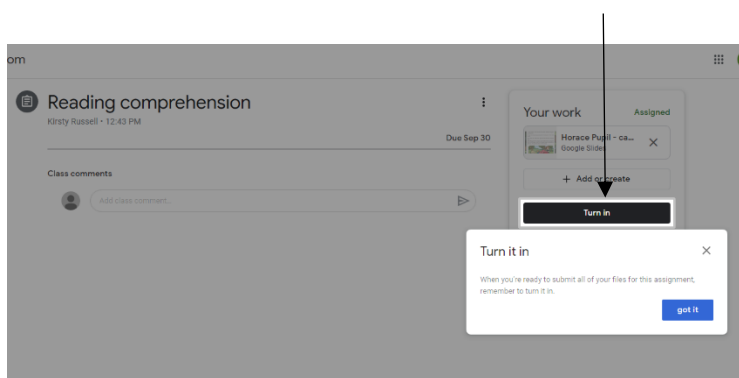 om
Reading comprehension
Kirsty Russell • 12:43 PM
Due Sep 30
Class comments
Add class comment...
Your work
Assigned
Horace Pupil - ca...
Google Slides
+ Add or create
Turn in
Turn it in
When you're ready to submit all of your files for this assignment,
remember to turn it in.
got it